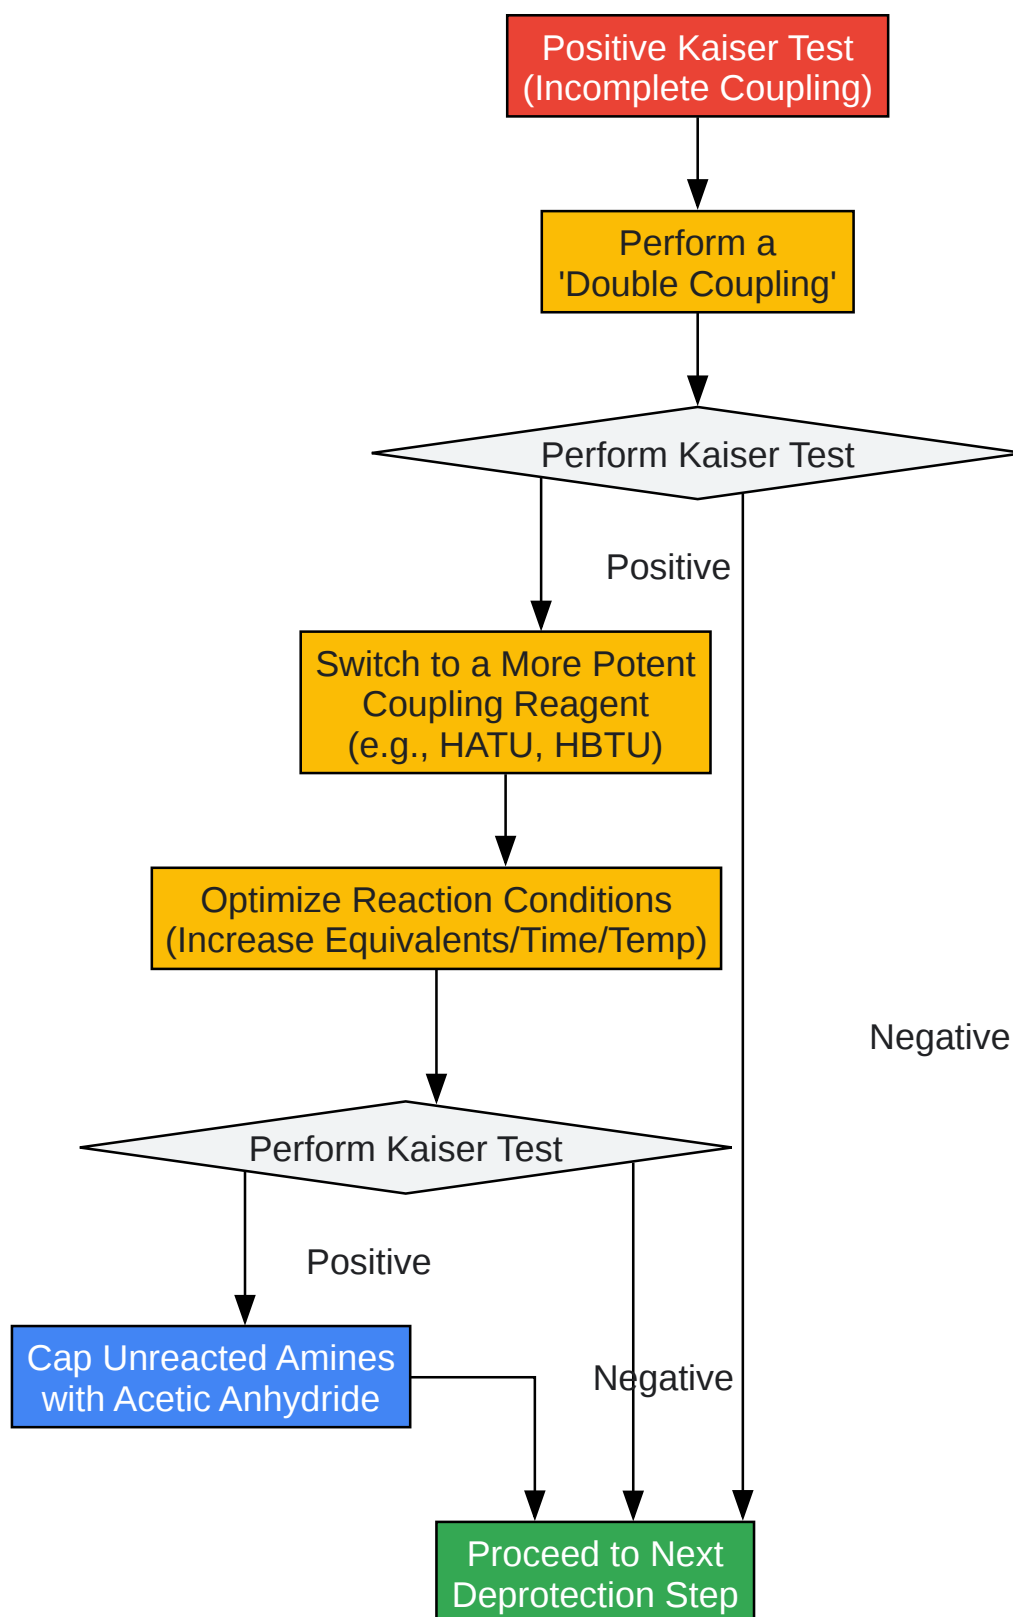 Positive Kaiser Test
(Incomplete Coupling)
Perform a
'Double Coupling'
Perform Kaiser Test
Positive
Switch to a More Potent
Coupling Reagent
(e.g., HATU, HBTU)
Optimize Reaction Conditions
(Increase Equivalents/Time/Temp)
Negative
Perform Kaiser Test
Positive
Cap Unreacted Amines
with Acetic Anhydride
Negative
Proceed to Next
Deprotection Step